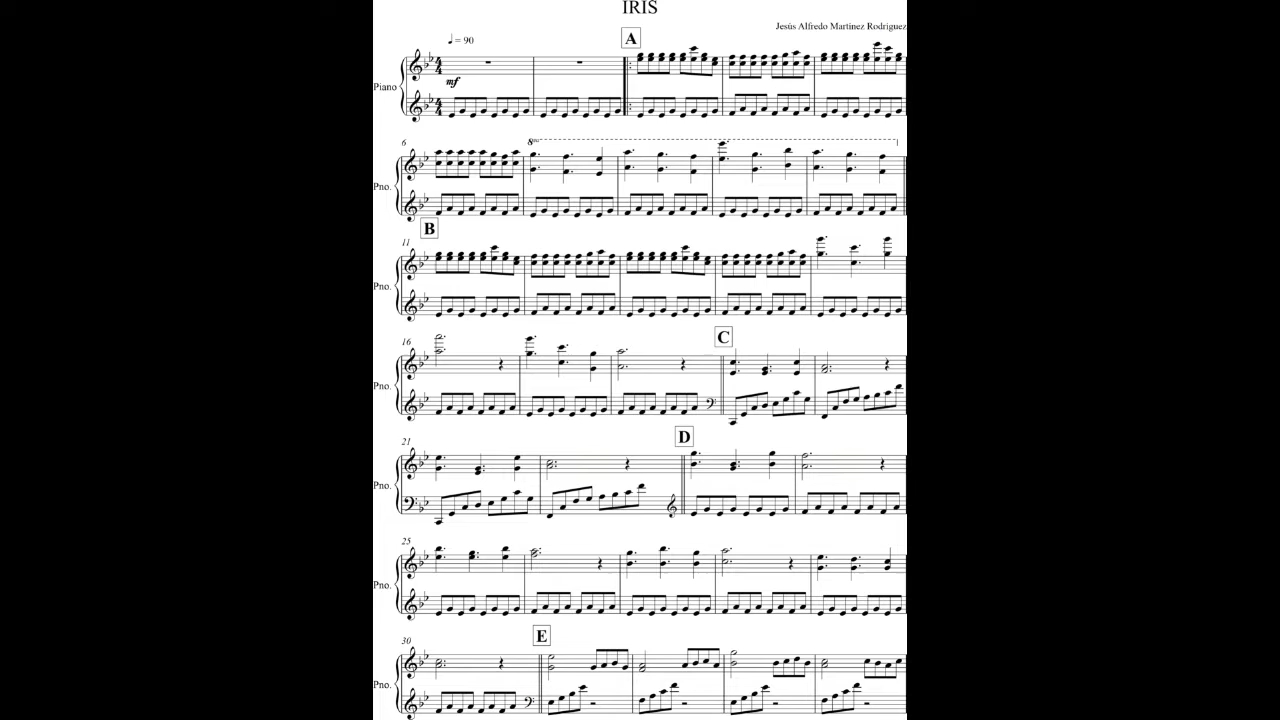 IRIS
Jesús Alfredo Martínez Rodríguez
♩ = 90
A
Piano
mf
6
8va
Pno.
B
11
Pno.
16
C
Pno.
21
D
Pno.
25
Pno.
30
E
Pno.